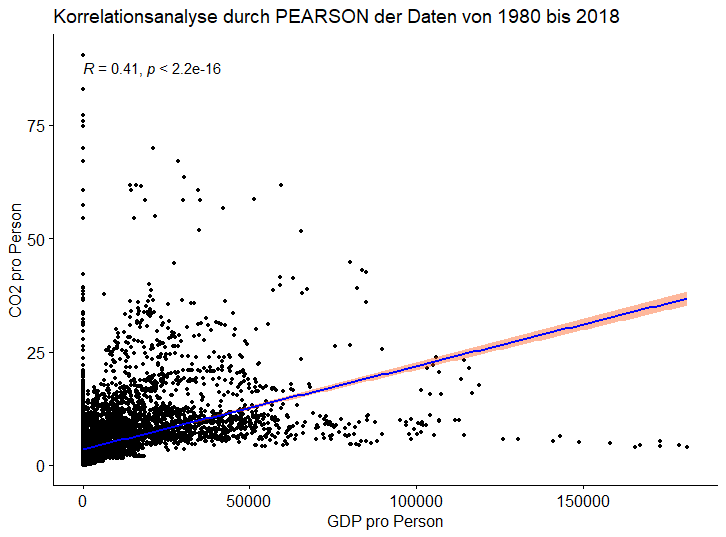 Korrelationsanalyse durch PEARSON der Daten von 1980 bis 2018
R = 0.41, p < 2.2e-16
75
50
25
0
CO2 pro Person
0 50000 100000 150000
GDP pro Person